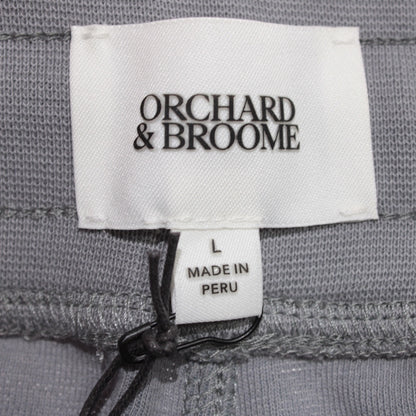 ORCHARD
& BROOME
L
MADE IN
PERU